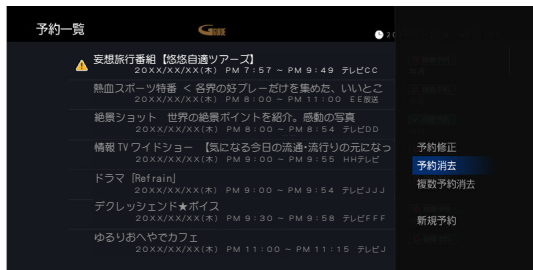 予約一覧
G GUIDE
20
妄想旅行番組【悠悠自適ツアーズ】
20XX/XX/XX(木) PM 7:57 ~ PM 9:49 テレビCC
熱血スポーツ特番 < 各界の好プレーだけを集めた、いいとこ
20XX/XX/XX(木) PM 8:00 ~ PM 11:00 EE放送
絶景ショット 世界の絶景ポイントを紹介。感動の写真
20XX/XX/XX(木) PM 8:00 ~ PM 8:54 テレビDD
情報 TV ワイドショー 【気になる今日の流通・流行りの元になっ
20XX/XX/XX(木) PM 9:00 ~ PM 9:55 HHテレビ
ドラマ「Refrain」
20XX/XX/XX(木) PM 9:00 ~ PM 9:54 テレビJJJ
デクレッシェンド★ボイス
20XX/XX/XX(木) PM 9:30 ~ PM 9:58 テレビFFF
ゆるりおへやでカフェ
20XX/XX/XX(木) PM 11:00 ~ PM 11:15 テレビJ
予約修正
予約消去
複数予約消去
新規予約